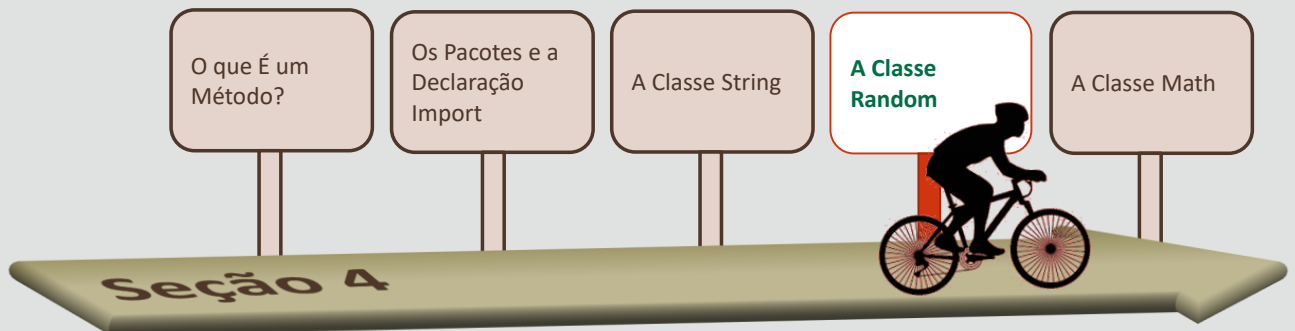 O que É um
Método?
Os Pacotes e a
Declaração
Import
A Classe String
A Classe
Random
A Classe Math
Seção 4